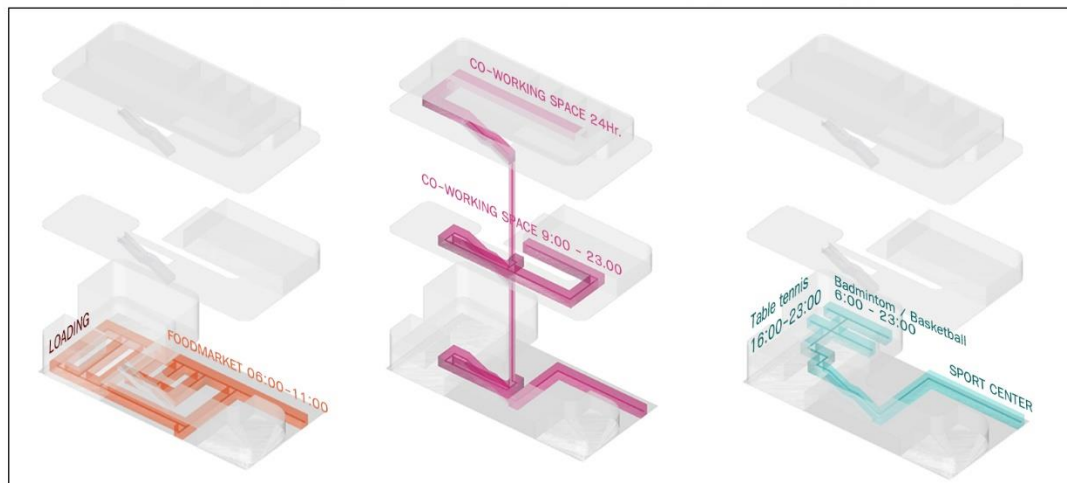 LOADING
FOODMARKET 06:00-11:00
CO-WORKING SPACE 24Hr.
CO-WORKING SPACE 9:00 - 23.00
Table tennis
16:00-23:00
Badmintom / Basketball
6:00 - 23:00
SPORT CENTER